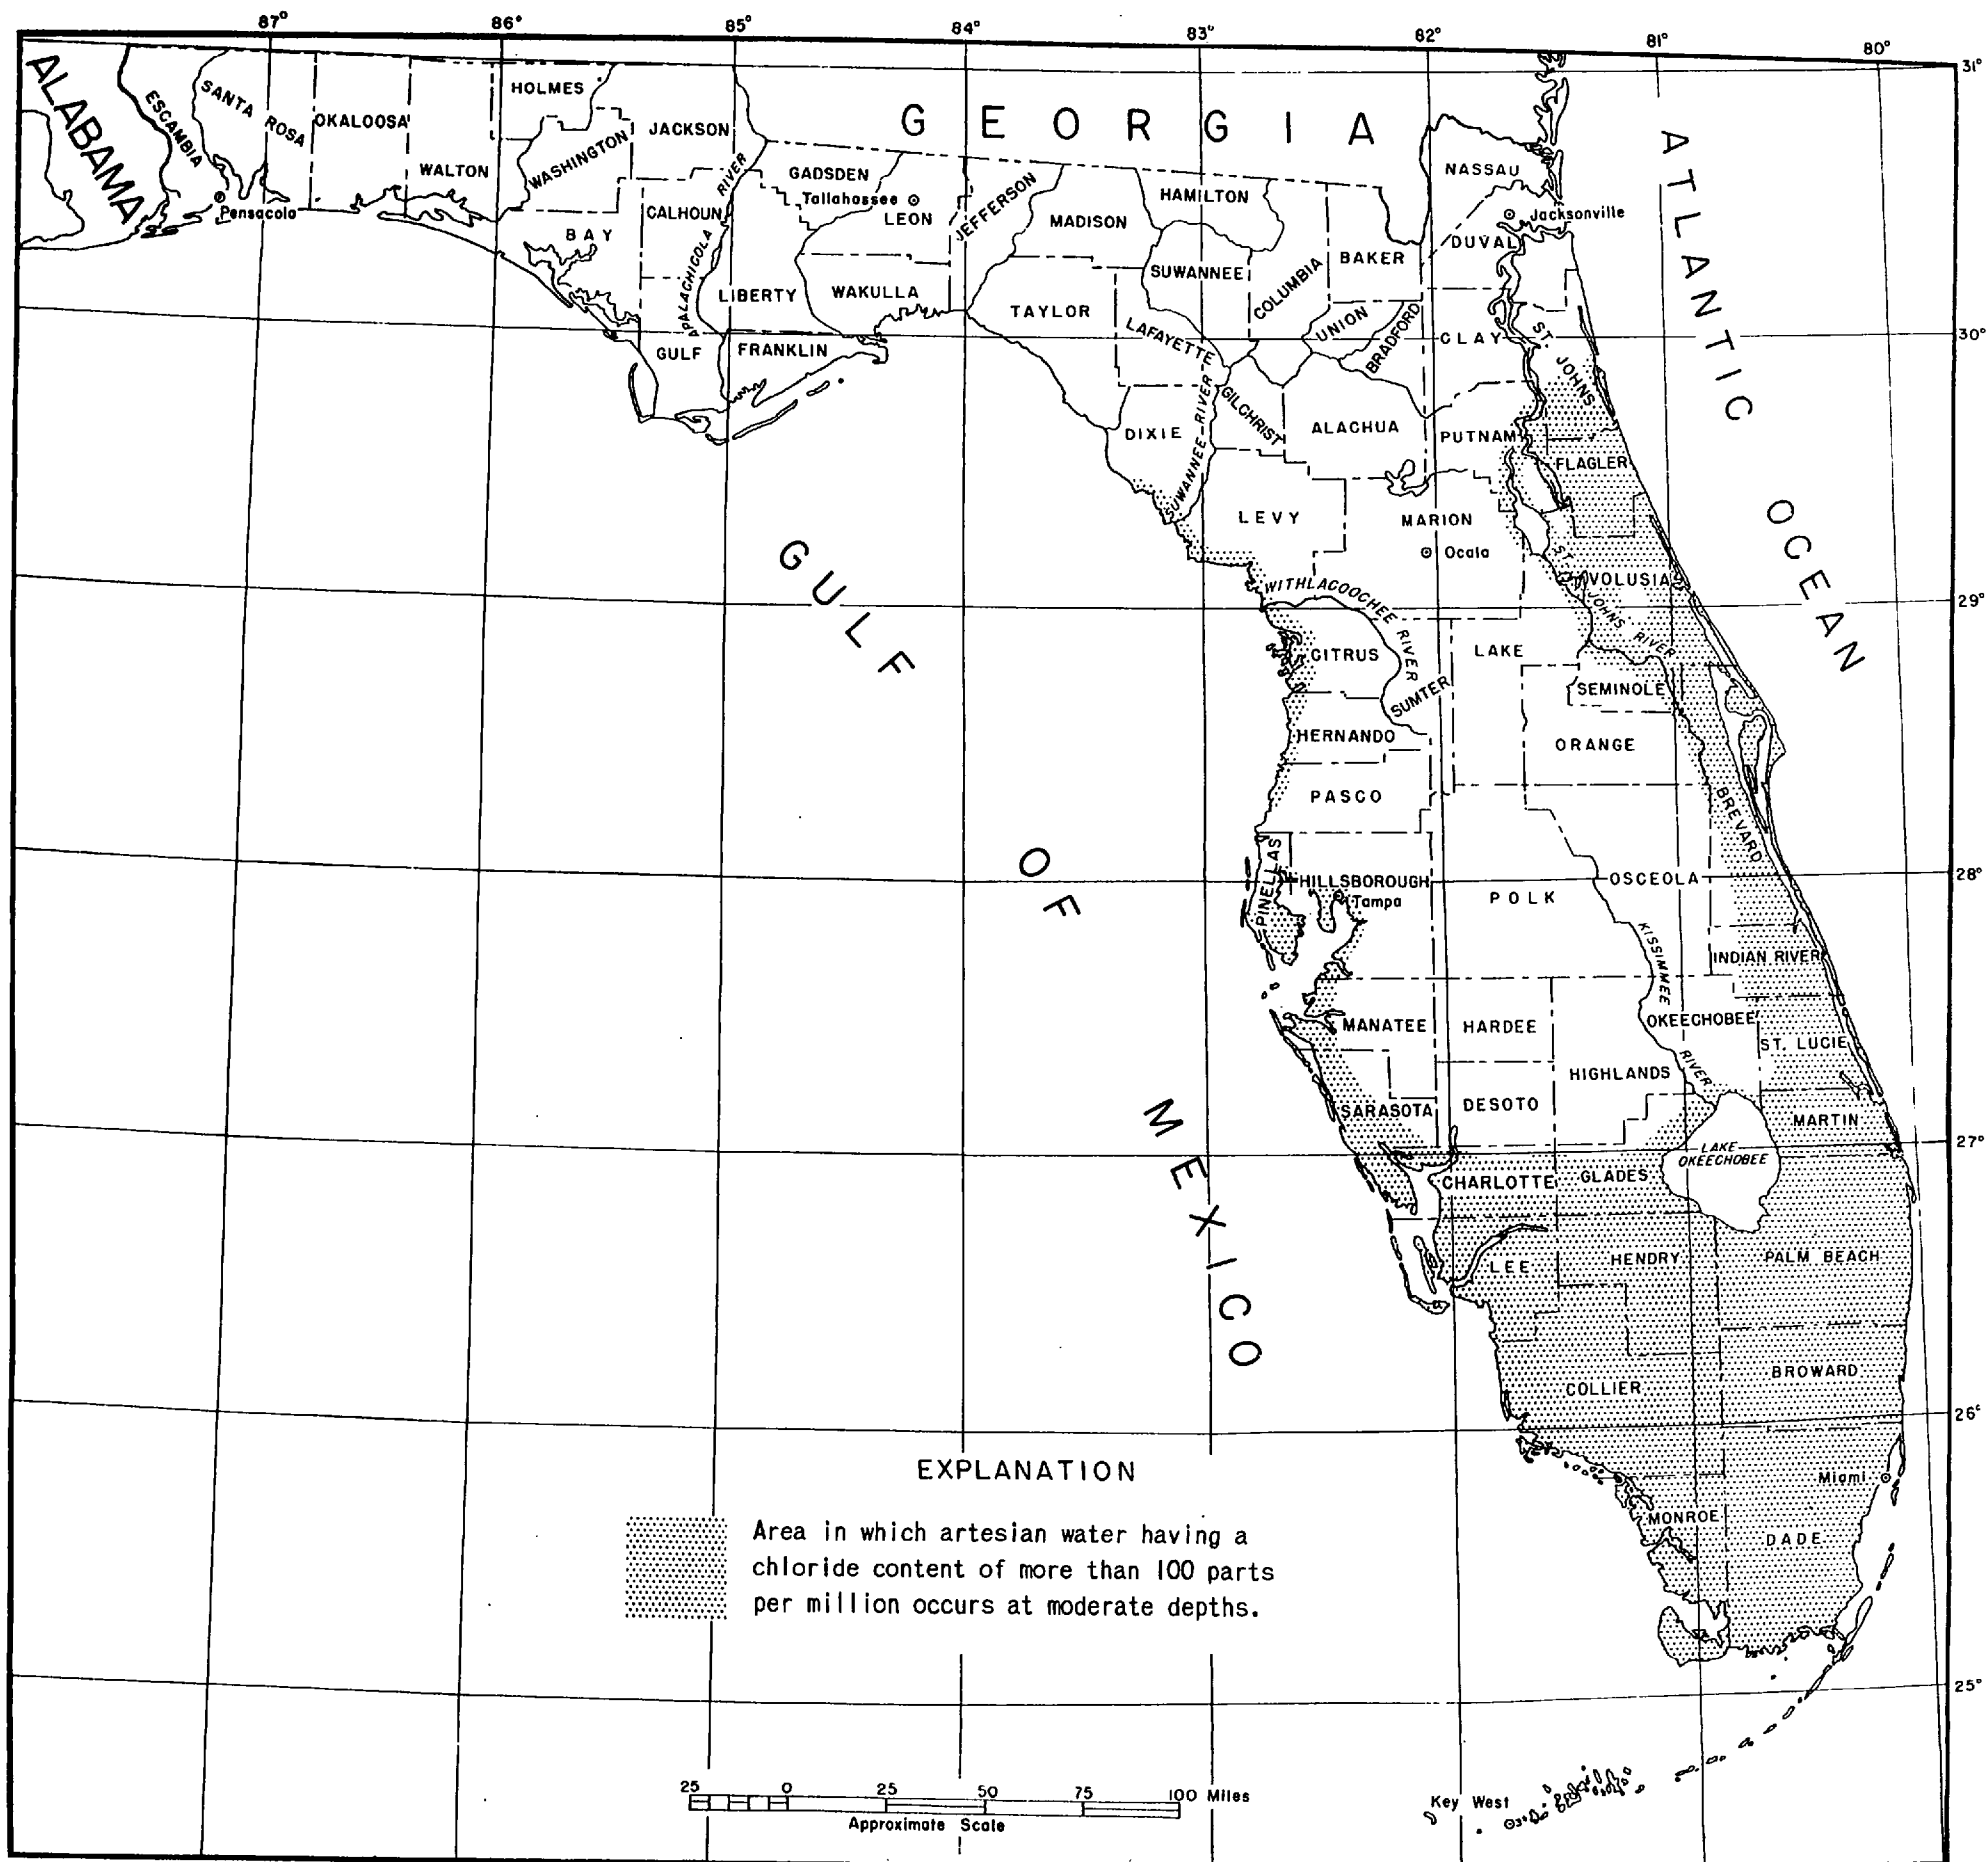 87° 86° 85° 84° 83° 82° 81° 80°
31°
ALABAMA
ESCAMBIA
SANTA ROSA
OKALOOSA
WALTON
HOLMES
WASHINGTON
JACKSON
GEORGIA
ATLANTIC OCEAN
Pensacola
BAY
CALHOUN
APALACHICOLA RIVER
GADSDEN
Tallahassee
LEON
JEFFERSON
MADISON
HAMILTON
NASSAU
Jacksonville
DUVAL
BAKER
COLUMBIA
SUWANNEE
LIBERTY
WAKULLA
TAYLOR
LAFAYETTE
UNION
BRADFORD
CLAY
ST. JOHNS
30°
GULF
FRANKLIN
DIXIE
SUWANNEE RIVER
GILCHRIST
ALACHUA
PUTNAM
FLAGLER
LEVY
MARION
Ocala
ST. JOHNS RIVER
VOLUSIA
WITHLACOOCHEE RIVER
29°
GULF OF MEXICO
CITRUS
SUMTER
LAKE
SEMINOLE
HERNANDO
ORANGE
PASCO
BREVARD
PINELLAS
HILLSBOROUGH
Tampa
POLK
OSCEOLA
28°
KISSIMMEE RIVER
INDIAN RIVER
MANATEE
HARDEE
OKEECHOBEE
ST. LUCIE
HIGHLANDS
SARASOTA
DESOTO
MARTIN
27°
LAKE
OKEECHOBEE
CHARLOTTE
GLADES
LEE
HENDRY
PALM BEACH
COLLIER
BROWARD
26°
Miami
MONROE
DADE
25°
EXPLANATION
Area in which artesian water having a
chloride content of more than 100 parts
per million occurs at moderate depths.
25 0 25 50 75 100 Miles
Approximate Scale
Key West